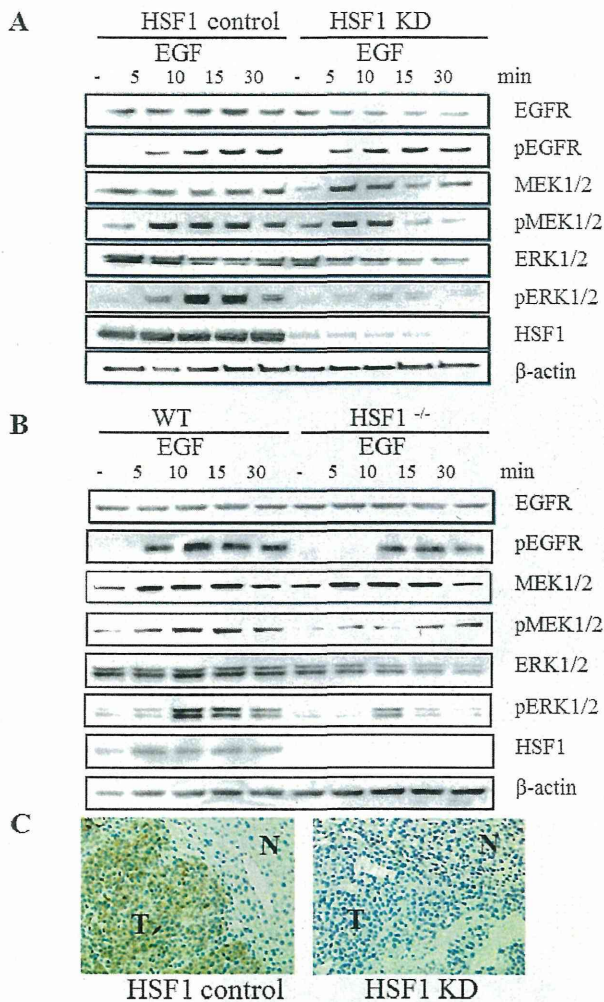 A
HSF1 control HSF1 KD
EGF EGF
- 5 10 15 30 - 5 10 15 30 min
EGFR
pEGFR
MEK1/2
pMEK1/2
ERK1/2
pERK1/2
HSF1
β-actin
B
WT HSF1 -/-
EGF EGF
- 5 10 15 30 - 5 10 15 30 min
EGFR
pEGFR
MEK1/2
pMEK1/2
ERK1/2
pERK1/2
HSF1
β-actin
C
N N
T T
HSF1 control HSF1 KD